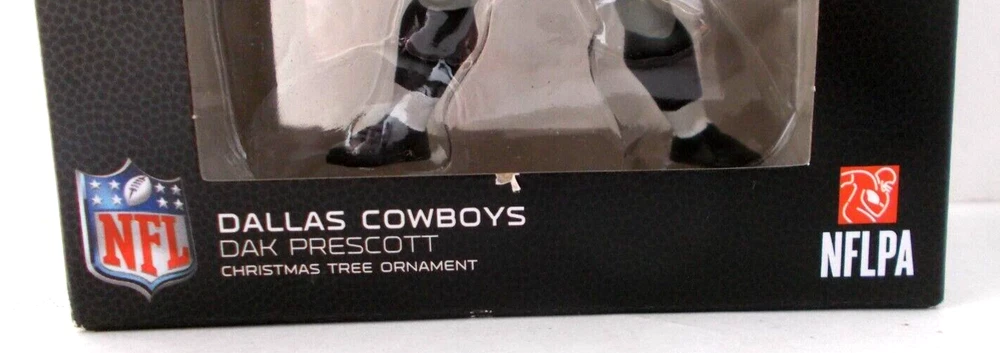 NFL
DALLAS COWBOYS
DAK PRESCOTT
CHRISTMAS TREE ORNAMENT
NFLPA